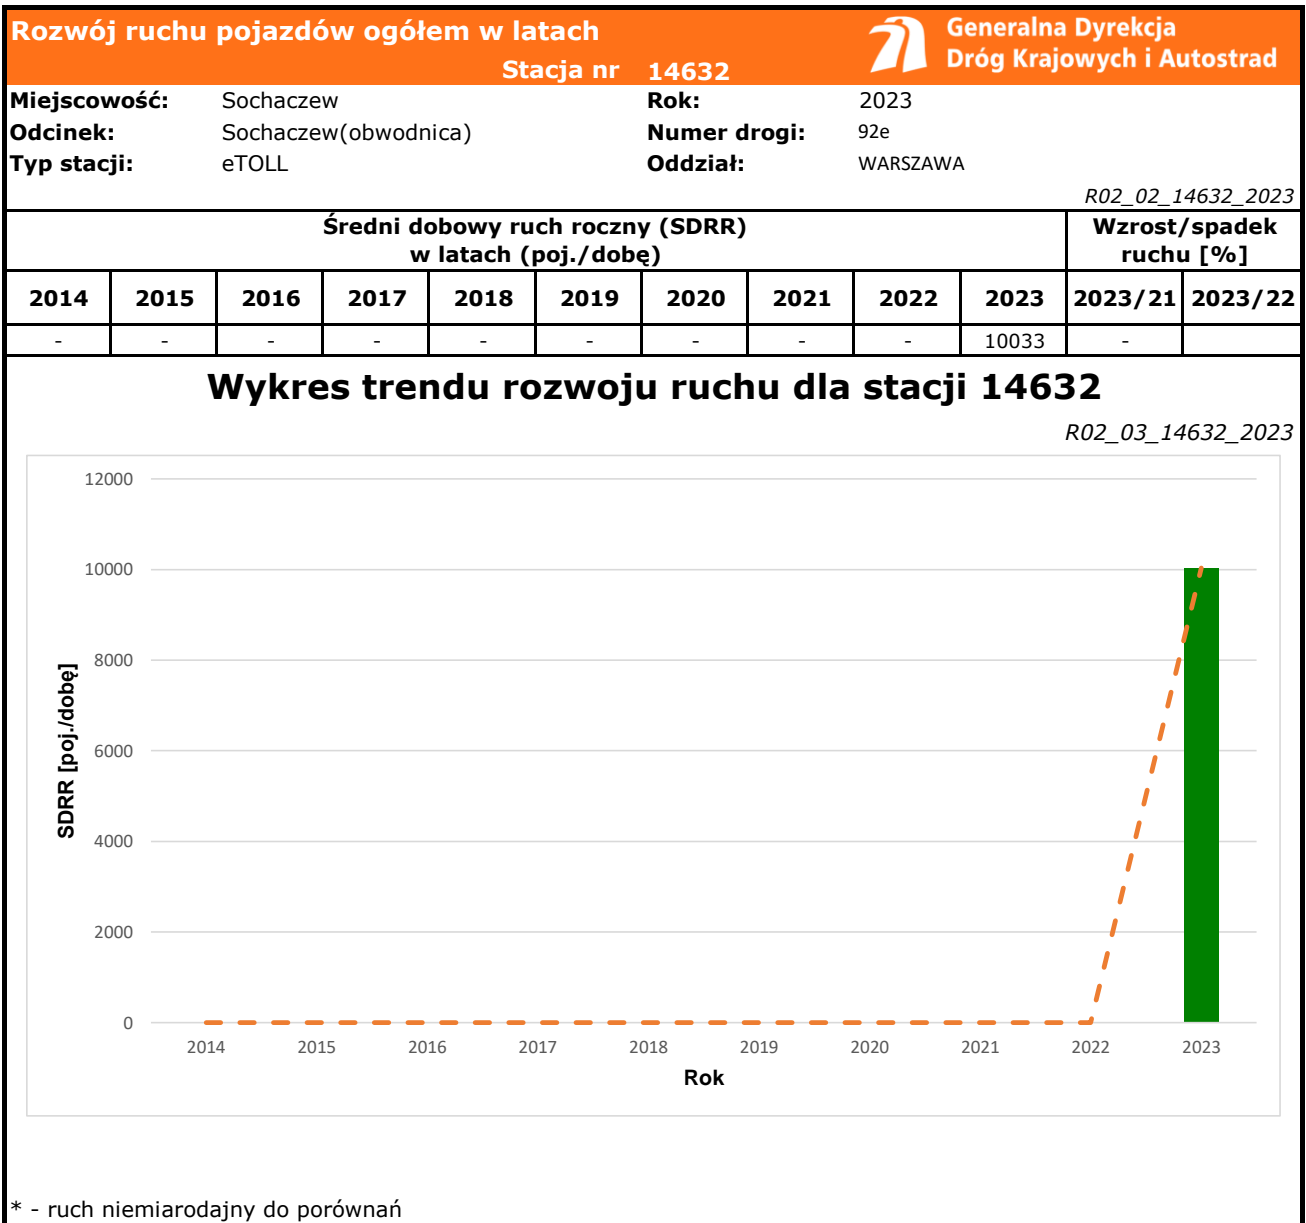 Rozwój ruchu pojazdów ogółem w latach
Stacja nr 14632
Generalna Dyrekcja
Dróg Krajowych i Autostrad
Miejscowość: Sochaczew Rok: 2023
Odcinek: Sochaczew(obwodnica) Numer drogi: 92e
Typ stacji: eTOLL Oddział: WARSZAWA
R02_02_14632_2023
Średni dobowy ruch roczny (SDRR)
w latach (poj./dobę)
Wzrost/spadek
ruchu [%]
2014 2015 2016 2017 2018 2019 2020 2021 2022 2023 2023/21 2023/22
- - - - - - - - - 10033 -
Wykres trendu rozwoju ruchu dla stacji 14632
R02_03_14632_2023
12000
10000
8000
6000
4000
2000
0
SDRR [poj./dobę]
2014 2015 2016 2017 2018 2019 2020 2021 2022 2023
Rok
* - ruch niemiarodajny do porównań